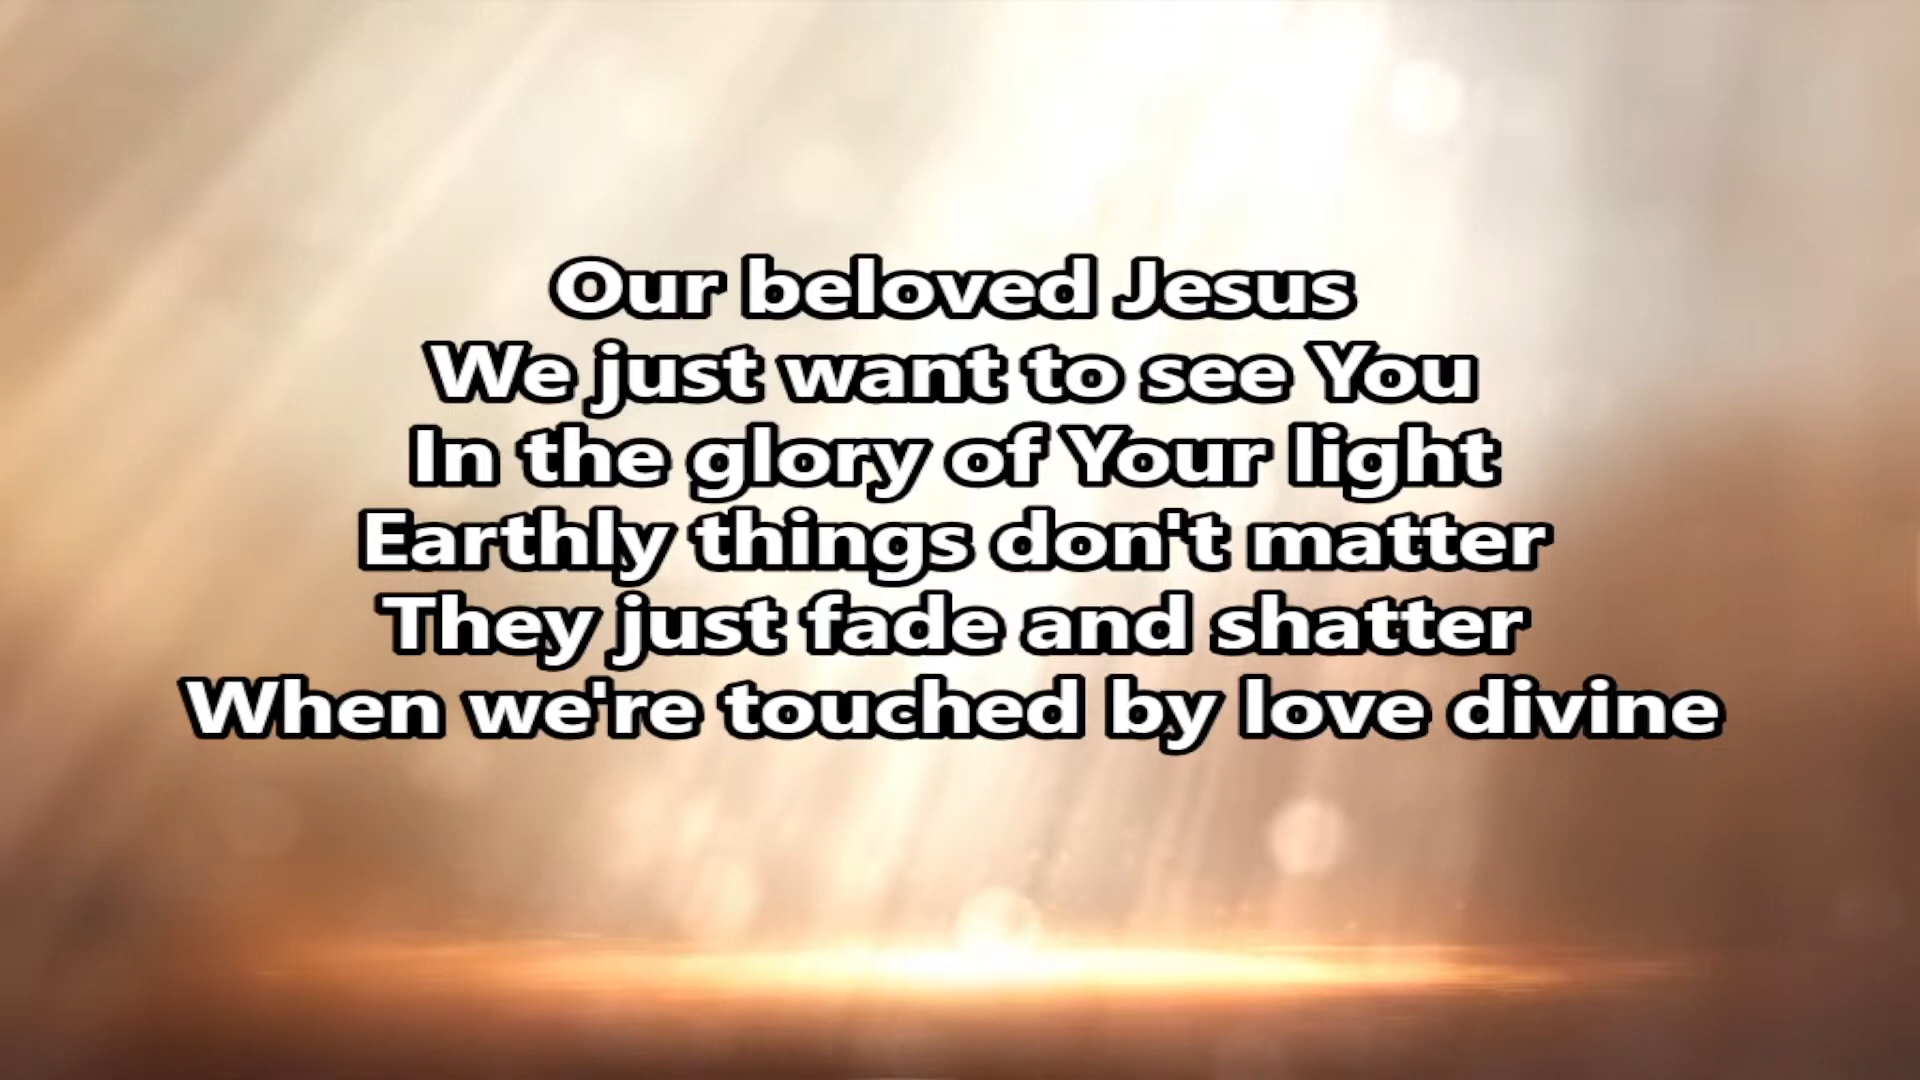 Our beloved Jesus
We just want to see You
In the glory of Your light
Earthly things don't matter
They just fade and shatter
When we're touched by love divine